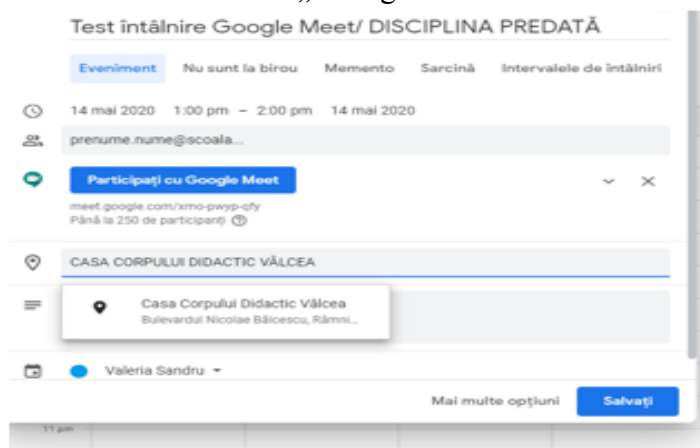 Test întâlnire Google Meet/ DISCIPLINA PREDATĂ
Eveniment Nu sunt la birou Memento Sarcină Intervalele de întâlniri
14 mai 2020 1:00 pm – 2:00 pm 14 mai 2020
prenume.nume@scoala...
Participați cu Google Meet
meet.google.com/xmo-pwyp-qfy
Până la 250 de participanți
CASA CORPULUI DIDACTIC VÂLCEA
Casa Corpului Didactic Vâlcea
Bulevardul Nicolae Bălcescu, Râmni...
Valeria Sandru
Mai multe opțiuni Salvați
11 pm